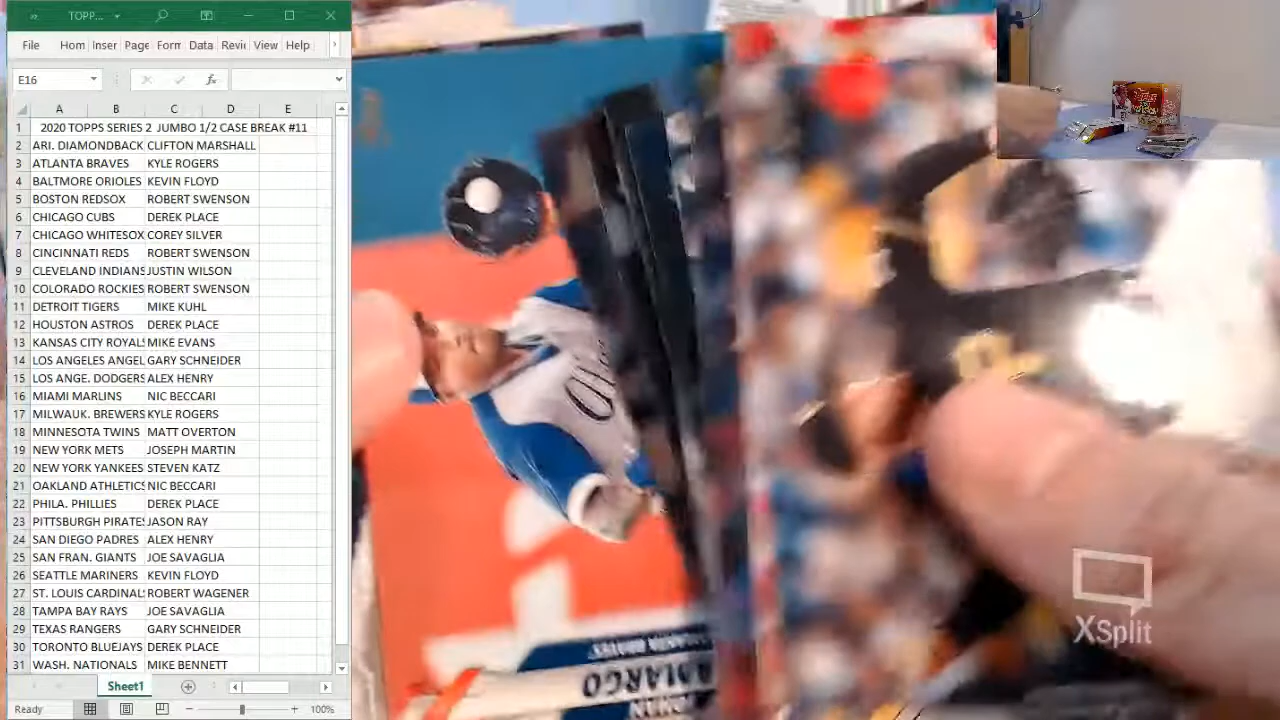 TOPP...
File Hom Inser Page Forn Data Revi View Help
E16
fx
A B C D E
1 2020 TOPPS SERIES 2 JUMBO 1/2 CASE BREAK #11
2 ARI. DIAMONDBACK CLIFTON MARSHALL
3 ATLANTA BRAVES KYLE ROGERS
4 BALTMORE ORIOLES KEVIN FLOYD
5 BOSTON REDSOX ROBERT SWENSON
6 CHICAGO CUBS DEREK PLACE
7 CHICAGO WHITESOX COREY SILVER
8 CINCINNATI REDS ROBERT SWENSON
9 CLEVELAND INDIANS JUSTIN WILSON
10 COLORADO ROCKIES ROBERT SWENSON
11 DETROIT TIGERS MIKE KUHL
12 HOUSTON ASTROS DEREK PLACE
13 KANSAS CITY ROYALS MIKE EVANS
14 LOS ANGELES ANGEL GARY SCHNEIDER
15 LOS ANGE. DODGERS ALEX HENRY
16 MIAMI MARLINS NIC BECCARI
17 MILWAUK. BREWERS KYLE ROGERS
18 MINNESOTA TWINS MATT OVERTON
19 NEW YORK METS JOSEPH MARTIN
20 NEW YORK YANKEES STEVEN KATZ
21 OAKLAND ATHLETICS NIC BECCARI
22 PHILA. PHILLIES DEREK PLACE
23 PITTSBURGH PIRATES JASON RAY
24 SAN DIEGO PADRES ALEX HENRY
25 SAN FRAN. GIANTS JOE SAVAGLIA
26 SEATTLE MARINERS KEVIN FLOYD
27 ST. LOUIS CARDINALS ROBERT WAGENER
28 TAMPA BAY RAYS JOE SAVAGLIA
29 TEXAS RANGERS GARY SCHNEIDER
30 TORONTO BLUEJAYS DEREK PLACE
31 WASH. NATIONALS MIKE BENNETT
Sheet1
Ready 100%
XSplit